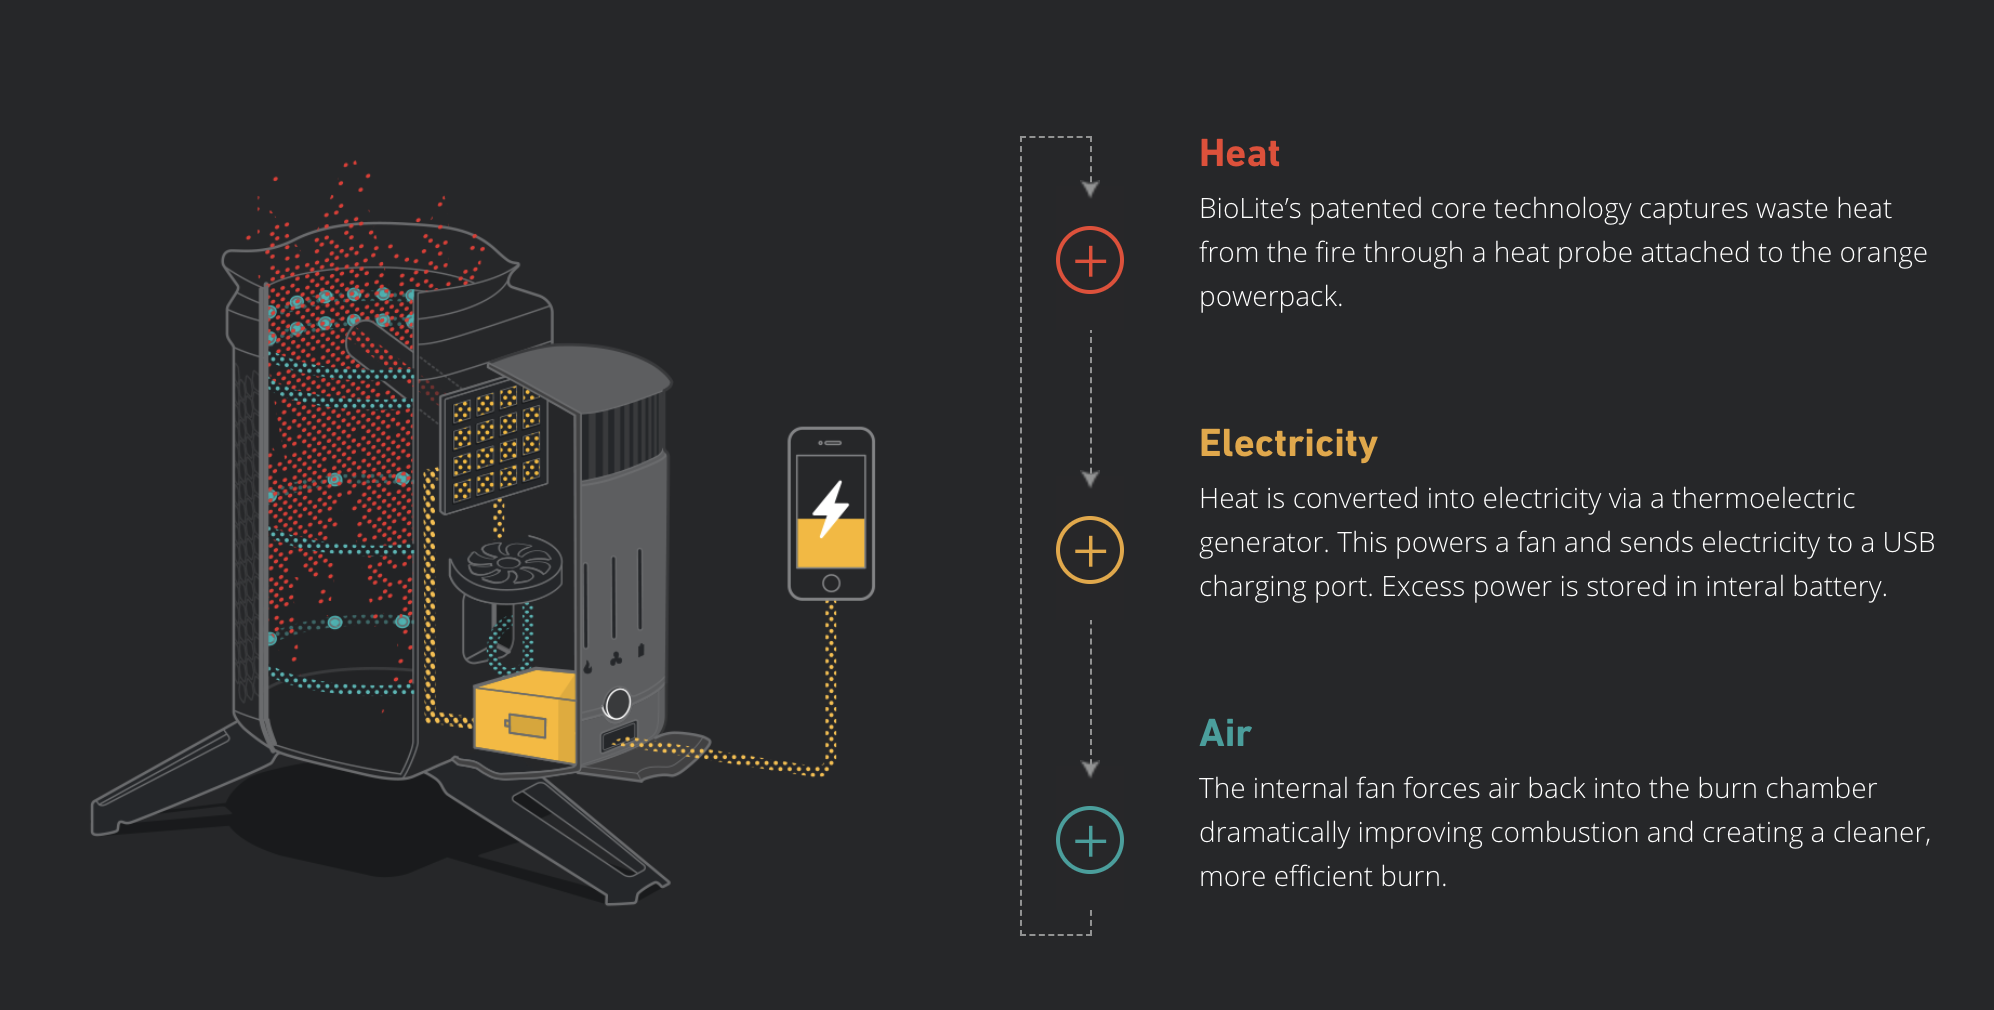 Heat
BioLite’s patented core technology captures waste heat
from the fire through a heat probe attached to the orange
powerpack.
Electricity
Heat is converted into electricity via a thermoelectric
generator. This powers a fan and sends electricity to a USB
charging port. Excess power is stored in interal battery.
Air
The internal fan forces air back into the burn chamber
dramatically improving combustion and creating a cleaner,
more efficient burn.